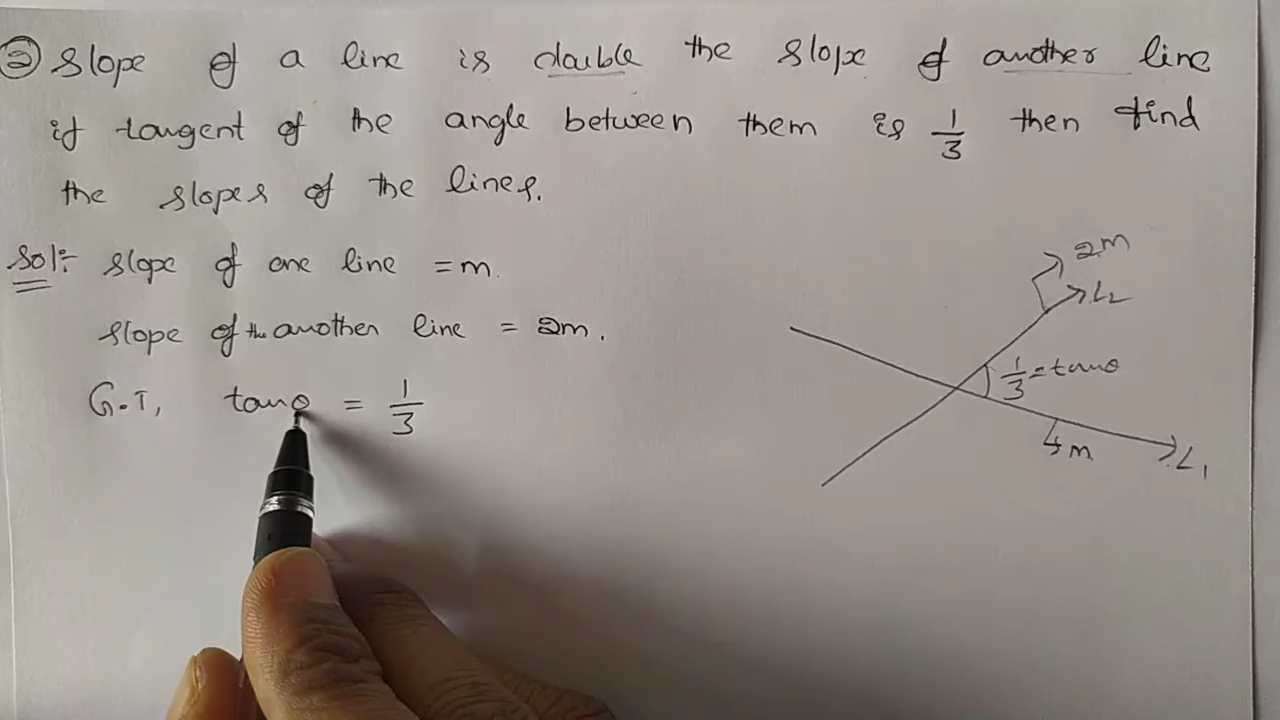 ② Slope of a line is double the slope of another line
if tangent of the angle between them is 1/3 then find
the slopes of the lines.
Sol:- slope of one line = m.
slope of the another line = 2m.
G.T, tanθ = 1/3
2m
L2
1/3 = tanθ
m
L1